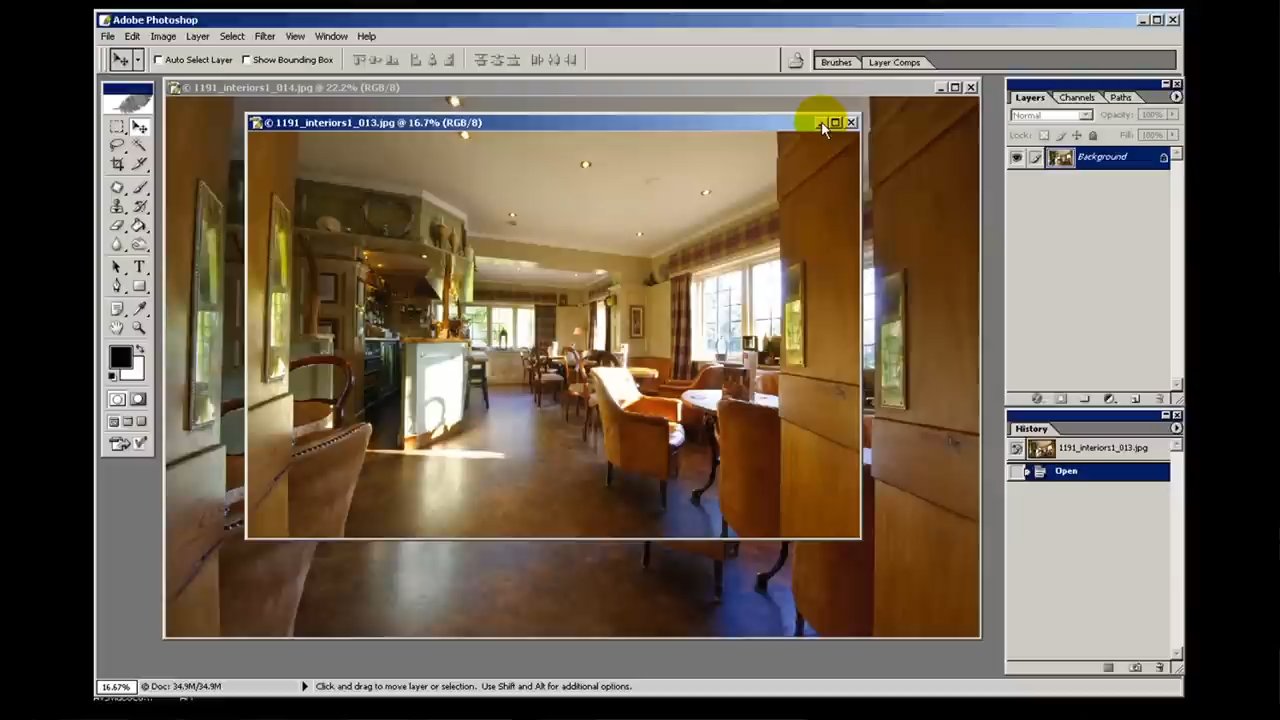 Adobe Photoshop
File Edit Image Layer Select Filter View Window Help
Auto Select Layer Show Bounding Box Brushes Layer Comps
© 1191_interiors1_014.jpg @ 22.2% (RGB/8)
© 1191_interiors1_013.jpg @ 16.7% (RGB/8)
Layers Channels Paths
Normal Opacity: 100%
Lock: Fill: 100%
Background
History
1191_interiors1_013.jpg
Open
16.67% Doc: 34.9M/34.9M Click and drag to move layer or selection. Use Shift and Alt for additional options.